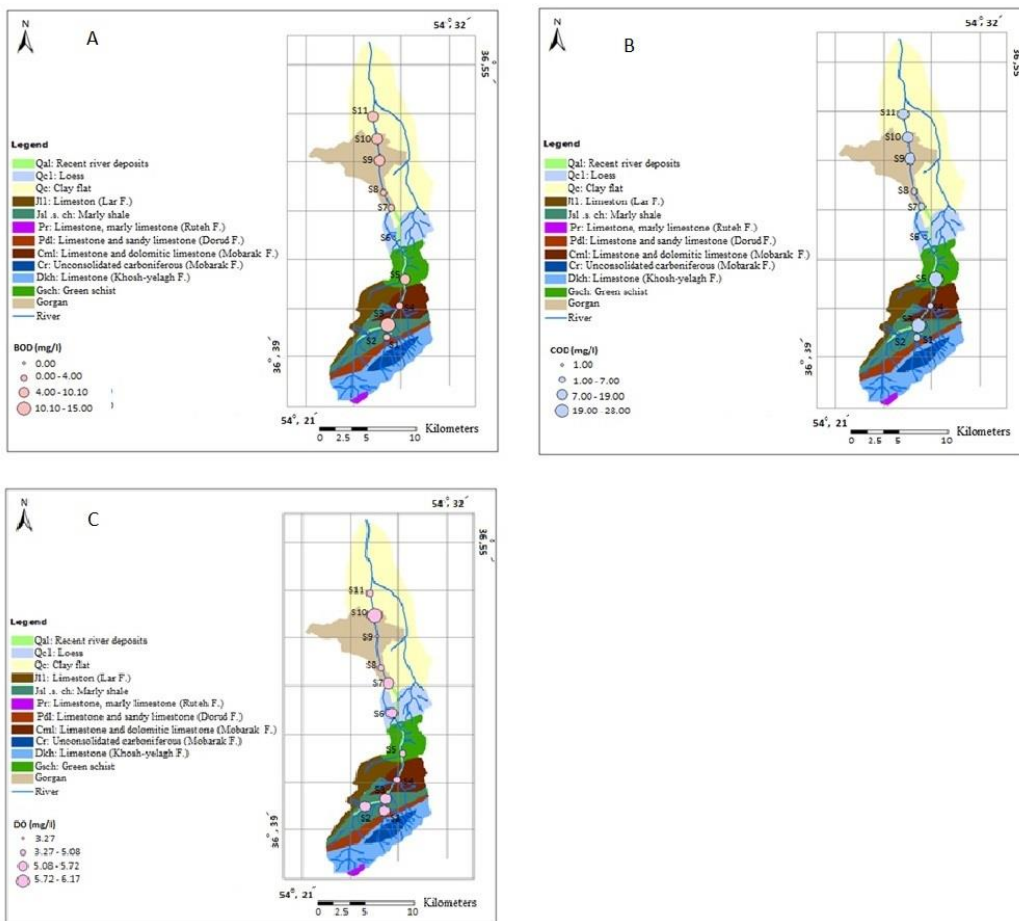 A
N
54°, 32´
36, 55°
S11
S10
S9
S8
S7
S6
S5
S4
S3
S2
S1
Legend
Qal: Recent river deposits
Qc1: Loess
Qc: Clay flat
Jl1: Limeston (Lar F.)
Jsl .s. ch: Marly shale
Pr: Limestone, marly limestone (Ruteh F.)
Pdl: Limestone and sandy limestone (Dorud F.)
Cml: Limestone and dolomitic limestone (Mobarak F.)
Cr: Unconsolidated carboniferous (Mobarak F.)
Dkh: Limestone (Khosh-yelagh F.)
Gsch: Green schist
Gorgan
River
BOD (mg/l)
0.00
0.00 - 4.00
4.00 - 10.10
10.10 - 15.00
36°, 39´
54°, 21´
Kilometers
0 2.5 5 10
B
N
54°, 32´
36, 55°
S11
S10
S9
S8
S7
S6
S5
S4
S3
S2
S1
Legend
Qal: Recent river deposits
Qc1: Loess
Qc: Clay flat
Jl1: Limeston (Lar F.)
Jsl .s. ch: Marly shale
Pr: Limestone, marly limestone (Ruteh F.)
Pdl: Limestone and sandy limestone (Dorud F.)
Cml: Limestone and dolomitic limestone (Mobarak F.)
Cr: Unconsolidated carboniferous (Mobarak F.)
Dkh: Limestone (Khosh-yelagh F.)
Gsch: Green schist
Gorgan
River
COD (mg/l)
1.00
1.00 - 7.00
7.00 - 19.00
19.00 - 28.00
36°, 39´
54°, 21´
Kilometers
0 2.5 5 10
C
N
54°, 32´
36, 55°
S11
S10
S9
S8
S7
S6
S5
S4
S3
S2
S1
Legend
Qal: Recent river deposits
Qc1: Loess
Qc: Clay flat
Jl1: Limeston (Lar F.)
Jsl .s. ch: Marly shale
Pr: Limestone, marly limestone (Ruteh F.)
Pdl: Limestone and sandy limestone (Dorud F.)
Cml: Limestone and dolomitic limestone (Mobarak F.)
Cr: Unconsolidated carboniferous (Mobarak F.)
Dkh: Limestone (Khosh-yelagh F.)
Gsch: Green schist
Gorgan
River
DO (mg/l)
3.27
3.27 - 5.08
5.08 - 5.72
5.72 - 6.17
36°, 39´
54°, 21´
Kilometers
0 2.5 5 10